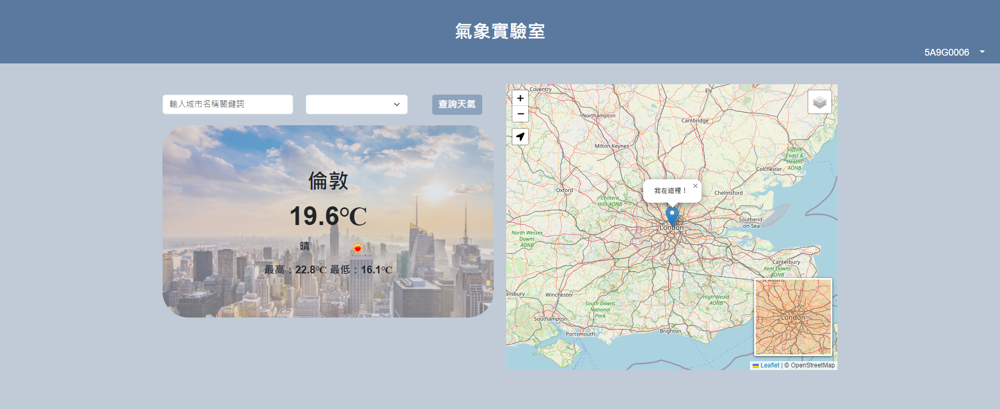 氣象實驗室
5A9G0006
輸入城市名稱關鍵詞
查詢天氣
倫敦
19.6°C
晴
最高：22.8°C 最低：16.1°C
+
−
Coventry
Ely
Northampton
Cambridge
Milton Keynes
Suffolk
Coast &
Heaths
AONB
Colchester
我在這裡！
×
Oxford
Chelmsford
Chiltern
Hills AONB
Southend-
on-Sea
London
North Wessex
Downs
AONB
Canterbury
Kent Downs
AONB
St Albans
alisbury
Winchester
High Weald
AONB
South Downs
National
Park
London
Southampton
Portsmouth
Brighton
Leaflet | © OpenStreetMap